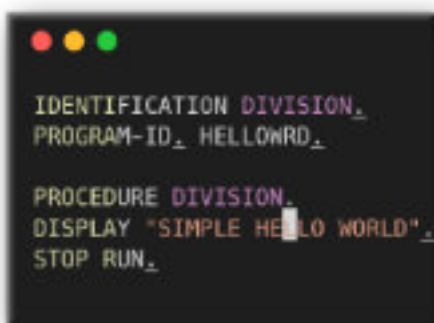 IDENTIFICATION DIVISION.
PROGRAM-ID. HELLOWRD.
PROCEDURE DIVISION.
DISPLAY "SIMPLE HELLO WORLD".
STOP RUN.